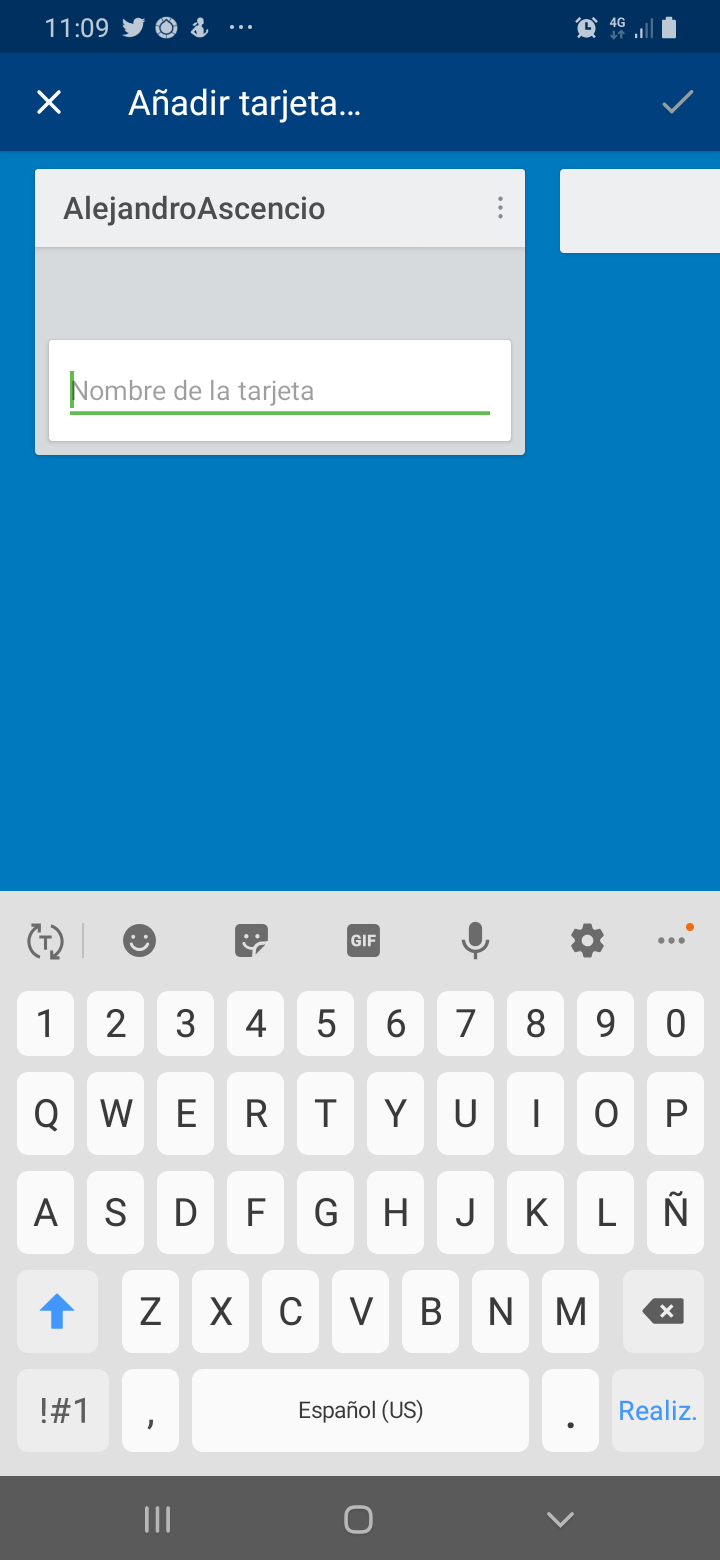 11:09 4G
Añadir tarjeta...
AlejandroAscencio
Nombre de la tarjeta
GIF
1 2 3 4 5 6 7 8 9 0
Q W E R T Y U I O P
A S D F G H J K L Ñ
Z X C V B N M
!#1 , Español (US) . Realiz.